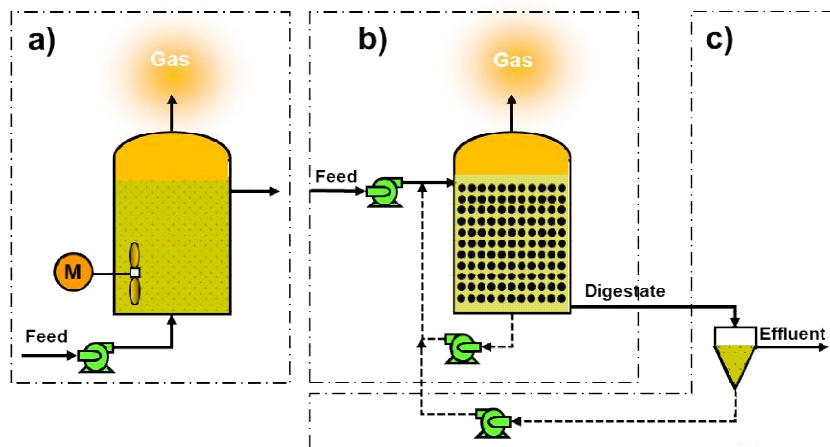 a)
Gas
M
Feed
b)
Gas
Feed
Digestate
c)
Effluent